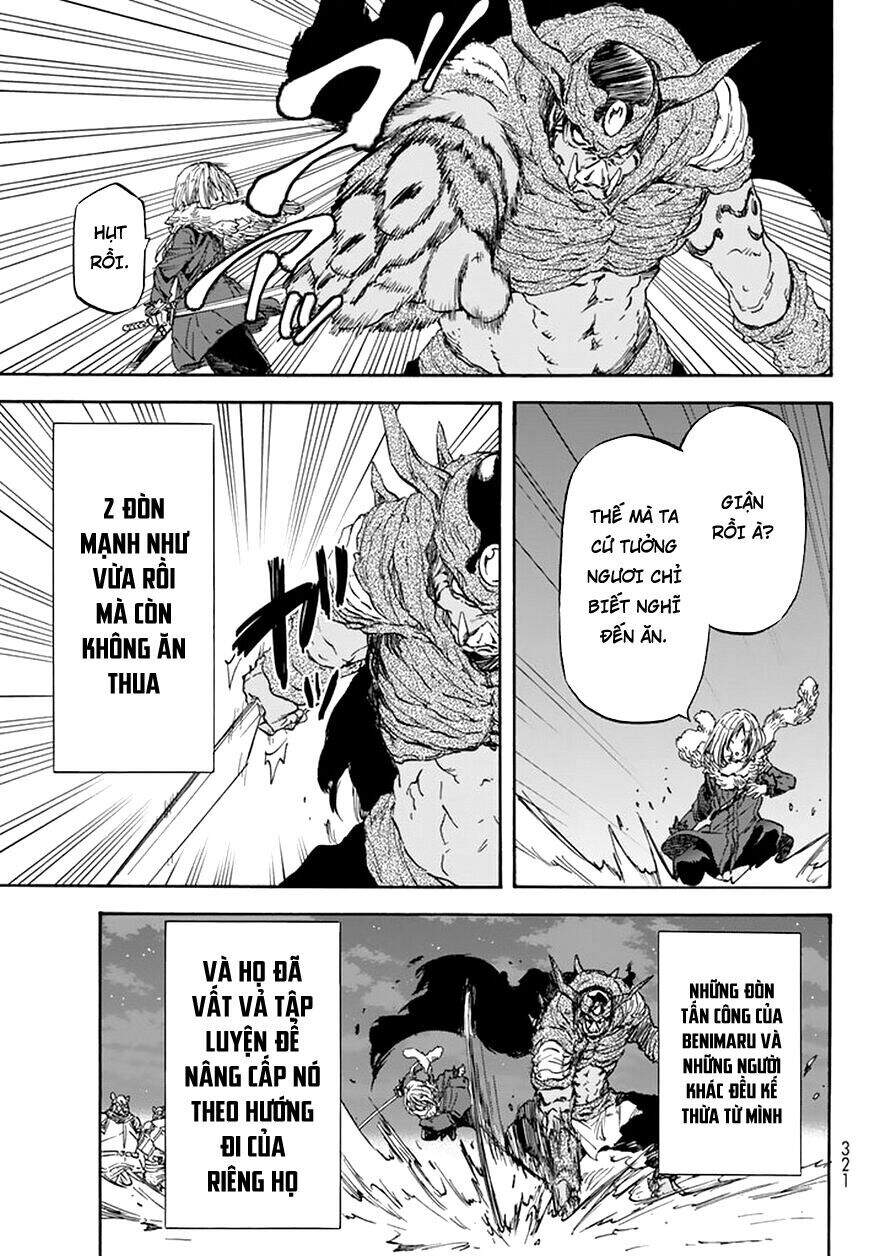 ブンッ
HỤT
RỒI.
GIẬN
RỒI À?
THẾ MÀ TA
CỨ TƯỞNG
NGƯƠI CHỈ
BIẾT NGHĨ
ĐẾN ĂN.
2 ĐÒN
MẠNH NHƯ
VỪA RỒI
MÀ CÒN
KHÔNG ĂN
THUA
NHỮNG ĐÒN
TẤN CÔNG CỦA
BENIMARU VÀ
NHỮNG NGƯỜI
KHÁC ĐỀU KẾ
THỪA TỪ MÌNH
VÀ HỌ ĐÃ
VẤT VẢ TẬP
LUYỆN ĐỂ
NÂNG CẤP NÓ
THEO HƯỚNG
ĐI CỦA
RIÊNG HỌ
321